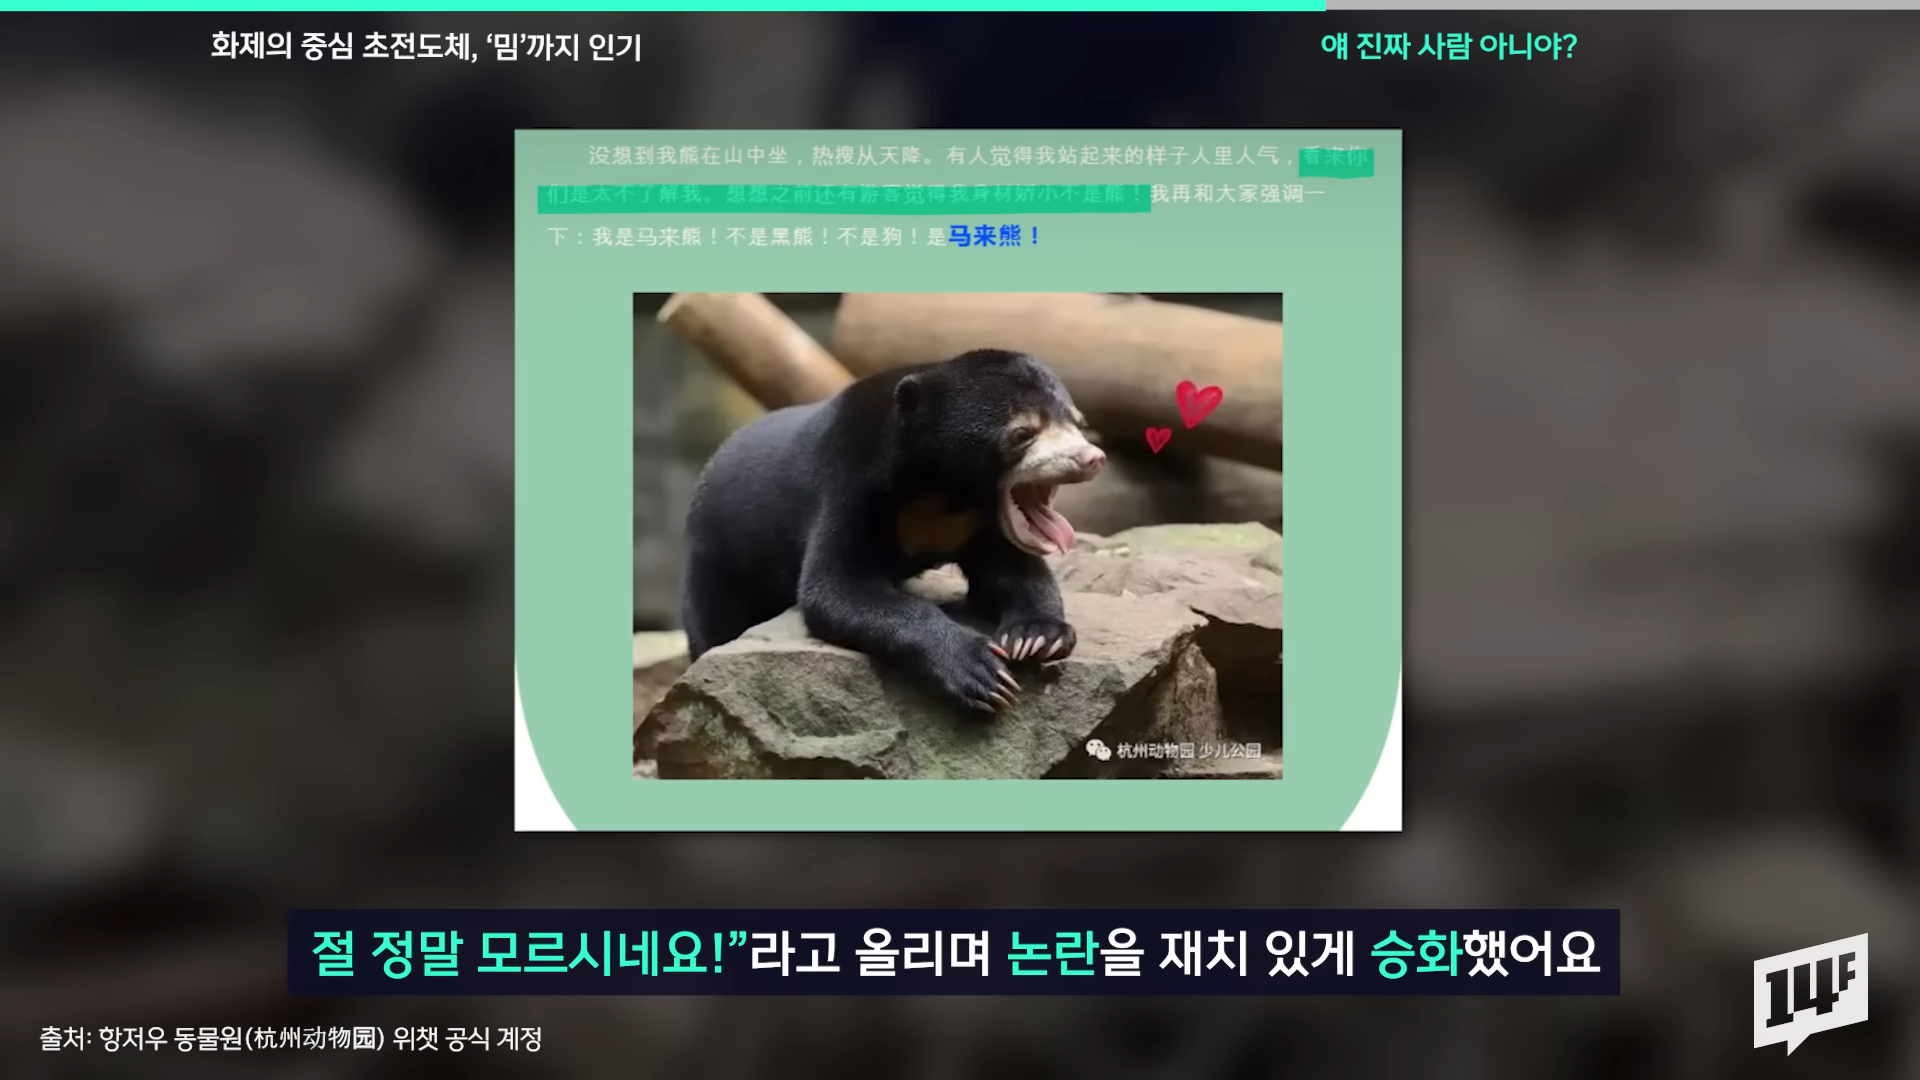 화제의 중심 초전도체, ‘밈’까지 인기
얘 진짜 사람 아니야?
没想到我熊在山中坐，热搜从天降。有人觉得我站起来的样子人里人气，看来你
们是太不了解我。想想之前还有游客觉得我身材娇小不是熊！我再和大家强调一
下：我是马来熊！不是黑熊！不是狗！是马来熊！
杭州动物园 少儿公园
절 정말 모르시네요!”라고 올리며 논란을 재치 있게 승화했어요
14F
출처: 항저우 동물원(杭州动物园) 위챗 공식 계정